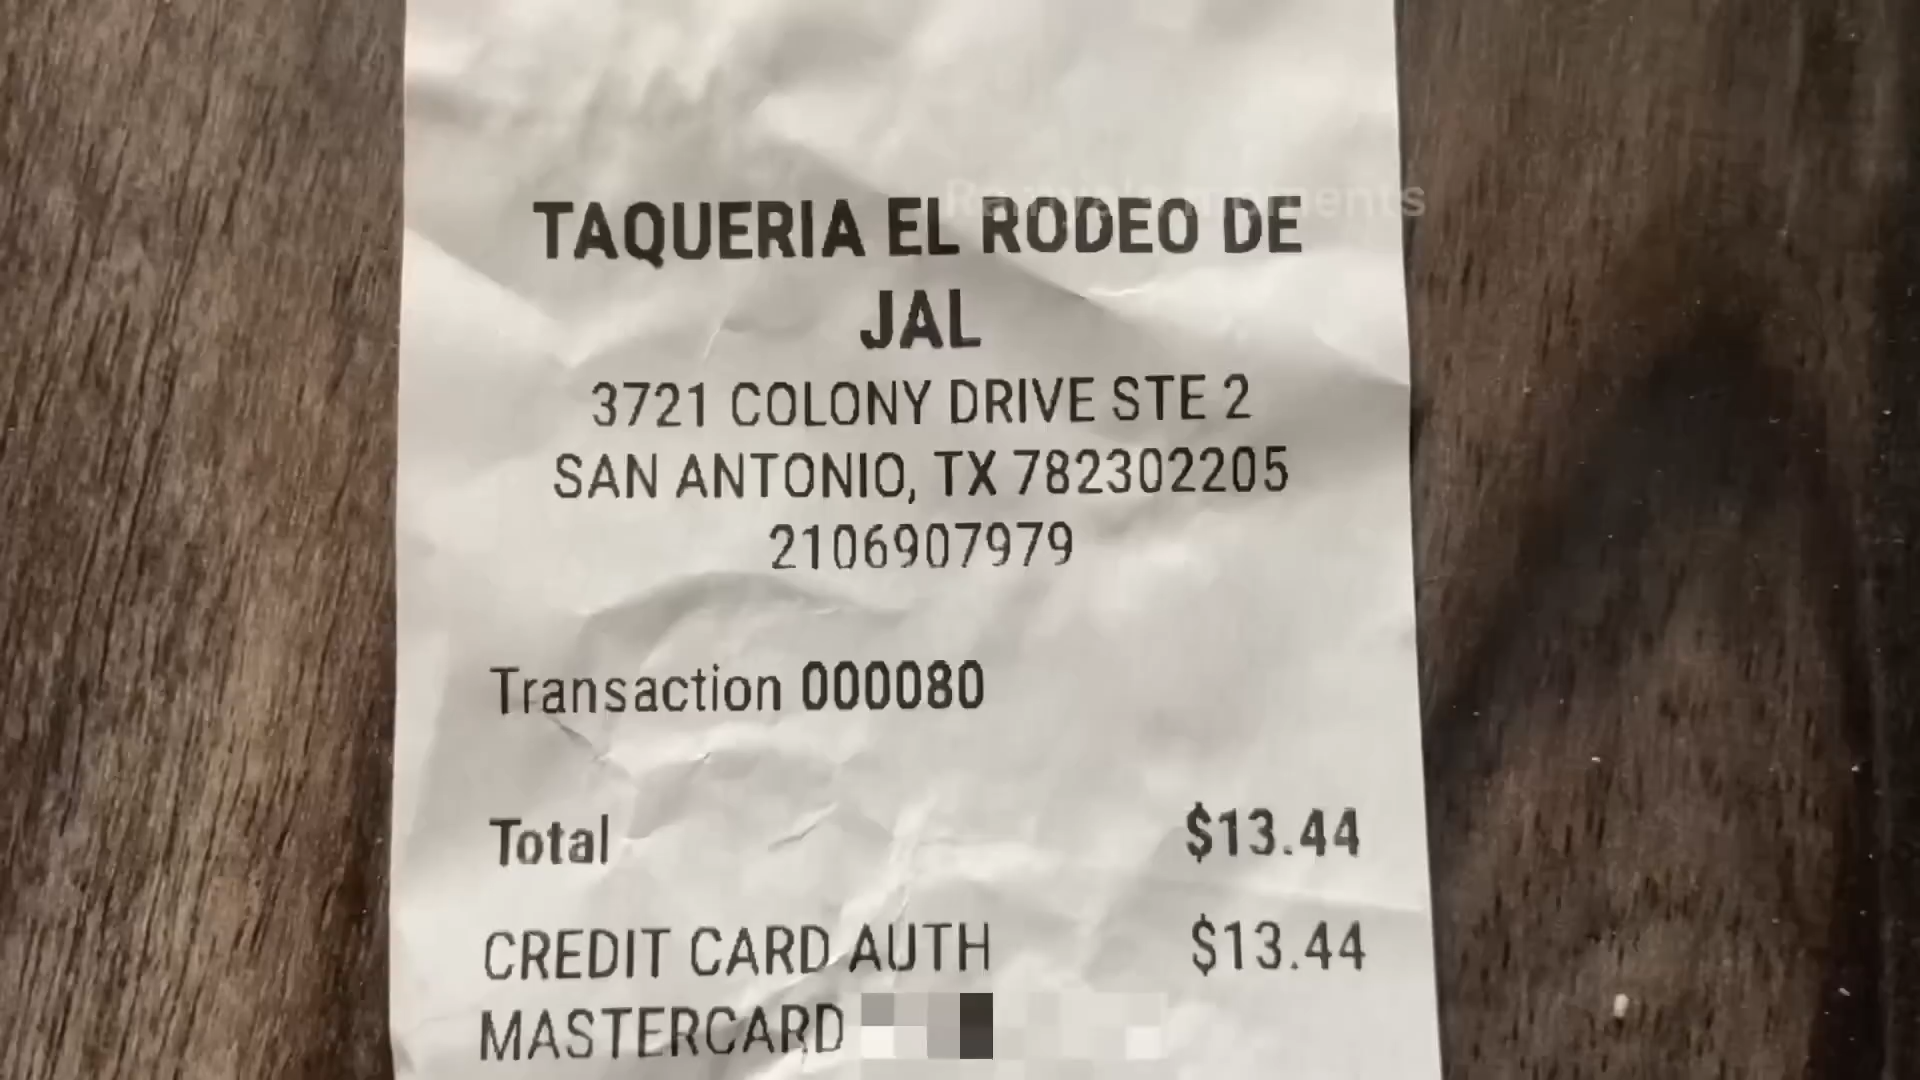 TAQUERIA EL RODEO DE
JAL
3721 COLONY DRIVE STE 2
SAN ANTONIO, TX 782302205
2106907979
Transaction 000080
Total $13.44
CREDIT CARD AUTH $13.44
MASTERCARD